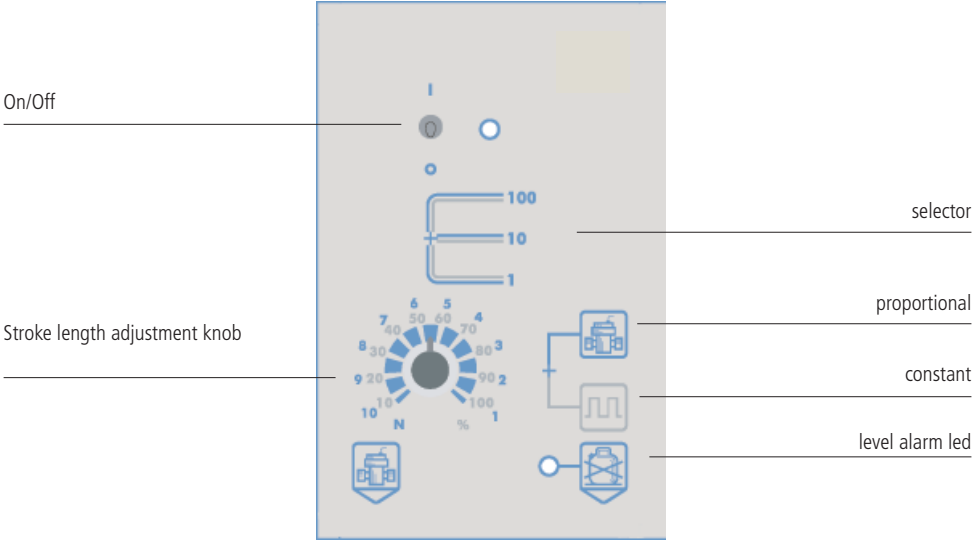 I
On/Off
O
100
selector
10
1
proportional
6 5
7 50 60 4
40 70
Stroke length adjustment knob
8 30 80 3
constant
9 20 90 2
10 100
10 N % 1
level alarm led